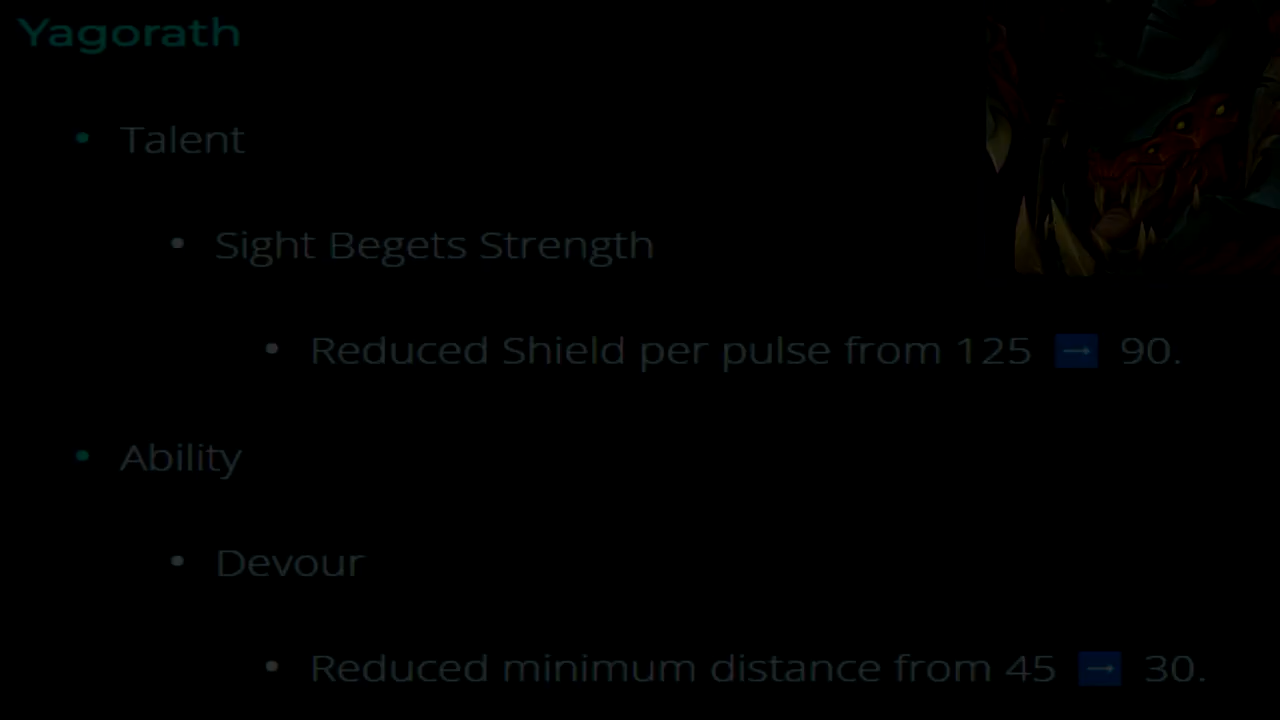 Yagorath
• Talent
• Sight Begets Strength
• Reduced Shield per pulse from 125 ➡ 90.
• Ability
• Devour
• Reduced minimum distance from 45 ➡ 30.